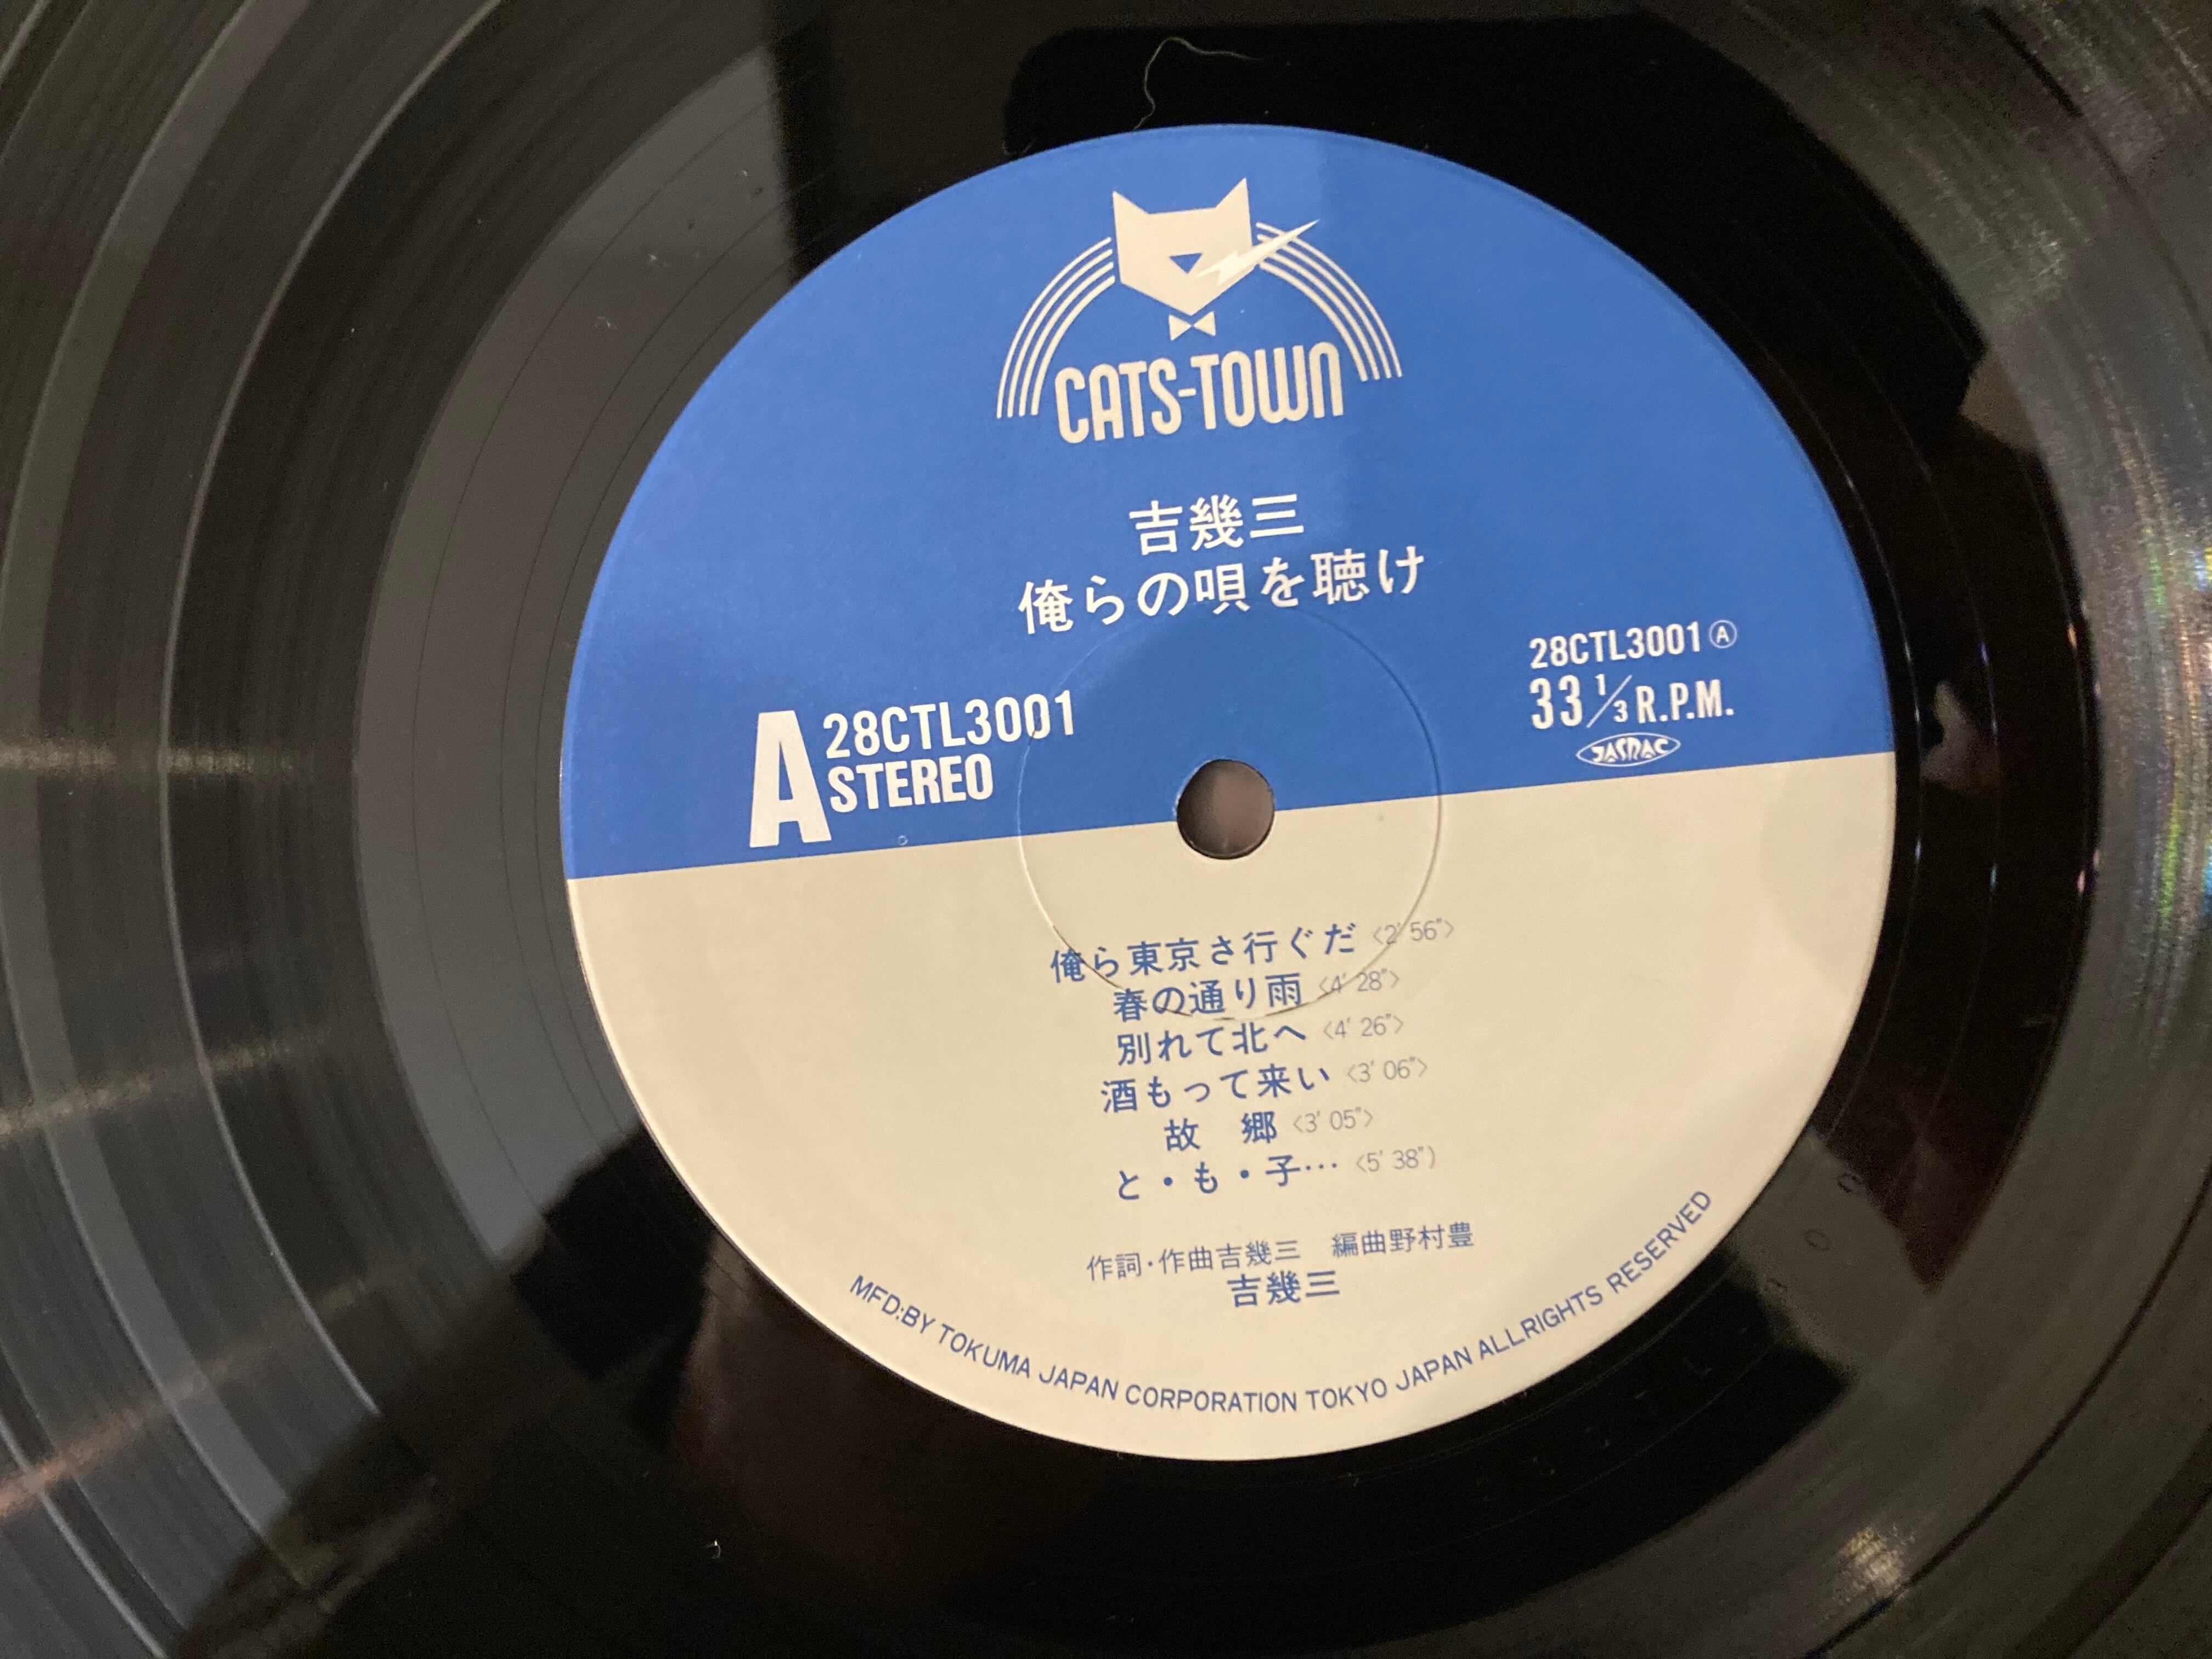 CATS-TOWN
吉幾三
俺らの唄を聴け
28CTL3001 Ⓐ
33 1/3 R.P.M.
JASRAC
A 28CTL3001
STEREO
俺ら東京さ行ぐだ 〈2′56″〉
春の通り雨 〈4′28″〉
別れて北へ 〈4′26″〉
酒もって来い 〈3′06″〉
故 郷 〈3′05″〉
と・も・子… 〈5′38″)
作詞・作曲吉幾三 編曲野村豊
吉幾三
MFD:BY TOKUMA JAPAN CORPORATION TOKYO JAPAN ALLRIGHTS RESERVED